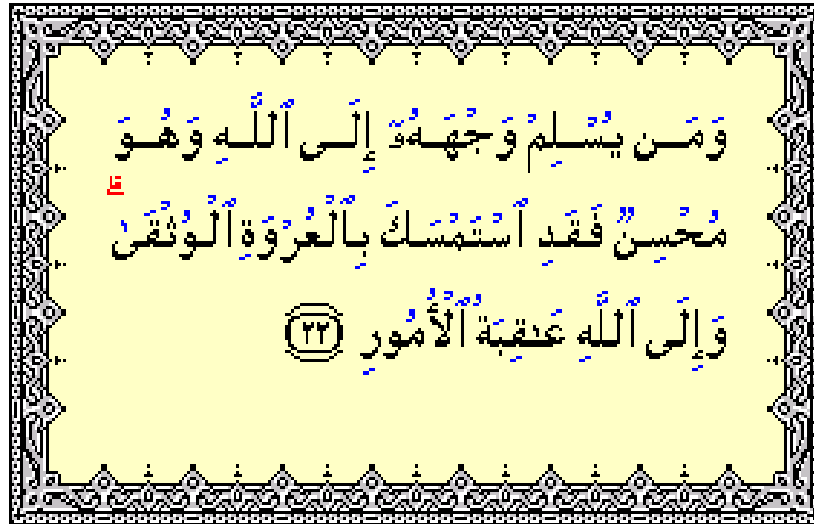 وَمَن يُسْلِمْ وَجْهَهُۥٓ إِلَى ٱللَّهِ وَهُوَ
مُحْسِنٌ فَقَدِ ٱسْتَمْسَكَ بِٱلْعُرْوَةِ ٱلْوُثْقَىٰ ۗ
وَإِلَى ٱللَّهِ عَٰقِبَةُ ٱلْأُمُورِ ﴿٢٢﴾